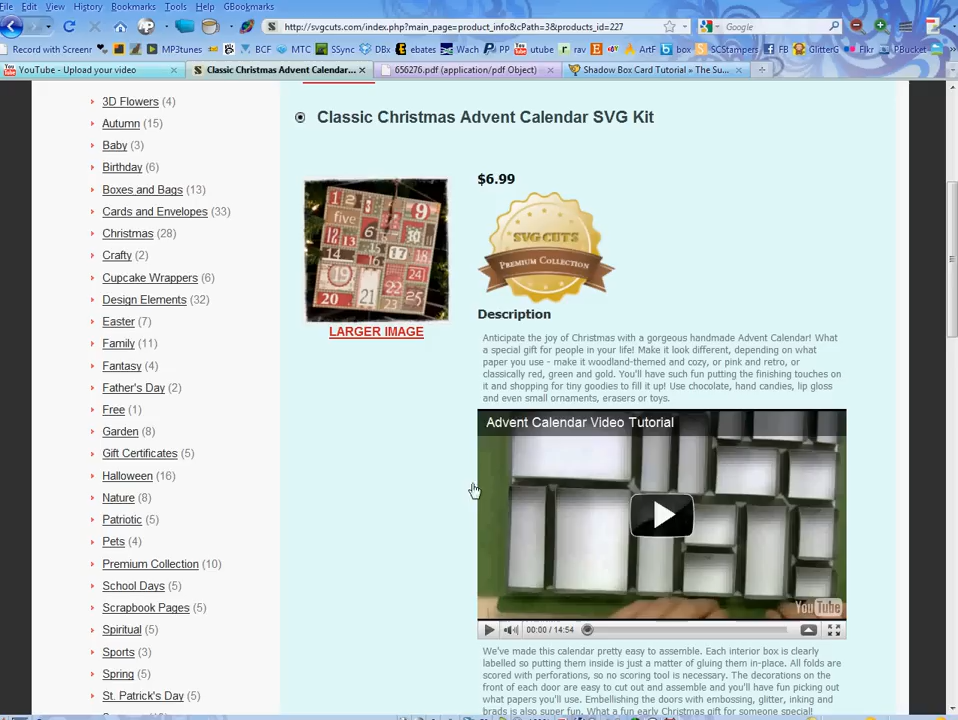 File Edit View History Bookmarks Tools Help GBookmarks
http://svgcuts.com/index.php?main_page=product_info&cPath=3&products_id=227
Google
Record with Screenr MP3tunes BCF MTC SSync DBx ebates Wach PP utube rav ArtF box SCStampers FB GlitterG Flkr PBucket
YouTube - Upload your video
Classic Christmas Advent Calendar...
656276.pdf (application/pdf Object)
Shadow Box Card Tutorial » The Su...
3D Flowers (4)
Autumn (15)
Baby (3)
Birthday (6)
Boxes and Bags (13)
Cards and Envelopes (33)
Christmas (28)
Crafty (2)
Cupcake Wrappers (6)
Design Elements (32)
Easter (7)
Family (11)
Fantasy (4)
Father's Day (2)
Free (1)
Garden (8)
Gift Certificates (5)
Halloween (16)
Nature (8)
Patriotic (5)
Pets (4)
Premium Collection (10)
School Days (5)
Scrapbook Pages (5)
Spiritual (5)
Sports (3)
Spring (5)
St. Patrick's Day (5)
Classic Christmas Advent Calendar SVG Kit
LARGER IMAGE
$6.99
SVG CUTS
PREMIUM COLLECTION
Description
Anticipate the joy of Christmas with a gorgeous handmade Advent Calendar! What
a special gift for people in your life! Make it look different, depending on what
paper you use - make it woodland-themed and cozy, or pink and retro, or
classically red, green and gold. You'll have such fun putting the finishing touches on
it and shopping for tiny goodies to fill it up! Use chocolate, hand candies, lip gloss
and even small ornaments, erasers or toys.
Advent Calendar Video Tutorial
YouTube
00:00 / 14:54
We've made this calendar pretty easy to assemble. Each interior box is clearly
labelled so putting them inside is just a matter of gluing them in-place. All folds are
scored with perforations, so no scoring tool is necessary. The decorations on the
front of each door are easy to cut out and assemble and you'll have fun picking out
what papers you'll use. Embellishing the doors with embossing, glitter, inking and
brads is also super fun. What a fun early Christmas gift for someone special